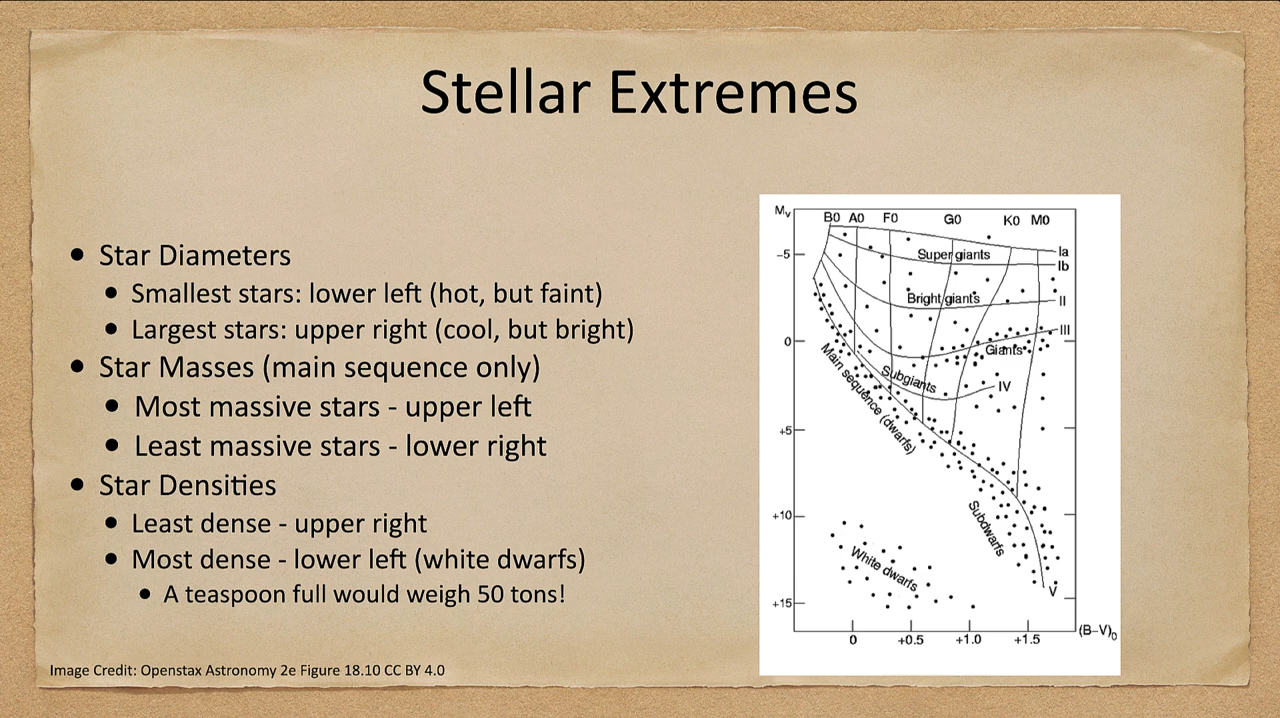 Stellar Extremes
• Star Diameters
• Smallest stars: lower left (hot, but faint)
• Largest stars: upper right (cool, but bright)
• Star Masses (main sequence only)
• Most massive stars - upper left
• Least massive stars - lower right
• Star Densities
• Least dense - upper right
• Most dense - lower left (white dwarfs)
• A teaspoon full would weigh 50 tons!
Image Credit: Openstax Astronomy 2e Figure 18.10 CC BY 4.0
Mv
B0 A0 F0 G0 K0 M0
Ia
−5
Super giants
Ib
Bright giants
II
III
0
Giants
Main sequence (dwarfs)
Subgiants
IV
+5
+10
Subdwarfs
White dwarfs
V
+15
0 +0.5 +1.0 +1.5
(B−V)0